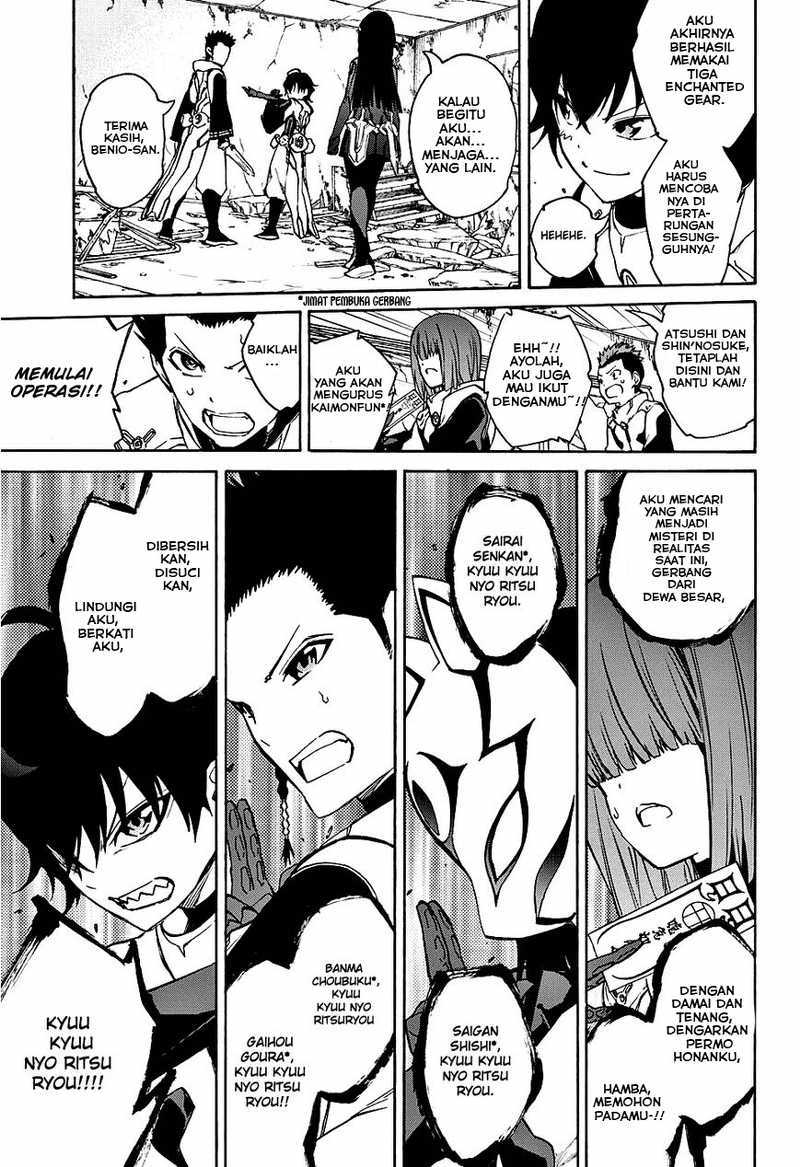 AKU
AKHIRNYA
BERHASIL
MEMAKAI
TIGA
ENCHANTED
GEAR.
AKU
HARUS
MENCOBA
NYA DI
PERTA-
RUNGAN
SESUNG-
GUHNYA!
HEHEHE.
KALAU
BEGITU
AKU...
AKAN...
MENJAGA...
YANG LAIN.
TERIMA
KASIH,
BENIO-SAN.
*JIMAT PEMBUKA GERBANG
ATSUSHI DAN
SHIN'NOSUKE,
TETAPLAH
DISINI DAN
BANTU KAMI!
EHH~!!
AYOLAH,
AKU JUGA
MAU IKUT
DENGANMU~!!
AKU
YANG AKAN
MENGURUS
KAIMONFUN*!
BAIKLAH
...
MEMULAI
OPERASI!!
AKU MENCARI
YANG MASIH
MENJADI
MISTERI DI
REALITAS
SAAT INI,
GERBANG
DARI
DEWA BESAR,
DENGAN
DAMAI DAN
TENANG,
DENGARKAN
PERMO
HONANKU,
HAMBA,
MEMOHON
PADAMU-!!
SAIRAI
SENKAN*,
KYUU KYUU
NYO RITSU
RYOU.
SAIGAN
SHISHI*,
KYUU KYUU
NYO RITSU
RYOU.
BANMA
CHOUBUKU*,
KYUU
KYUU NYO
RITSURYOU
GAIHOU
GOURA*,
KYUU KYUU
NYO RITSU
RYOU!!
DIBERSIH
KAN,
DISUCI
KAN,
LINDUNGI
AKU,
BERKATI
AKU,
KYUU
KYUU
NYO RITSU
RYOU!!!!